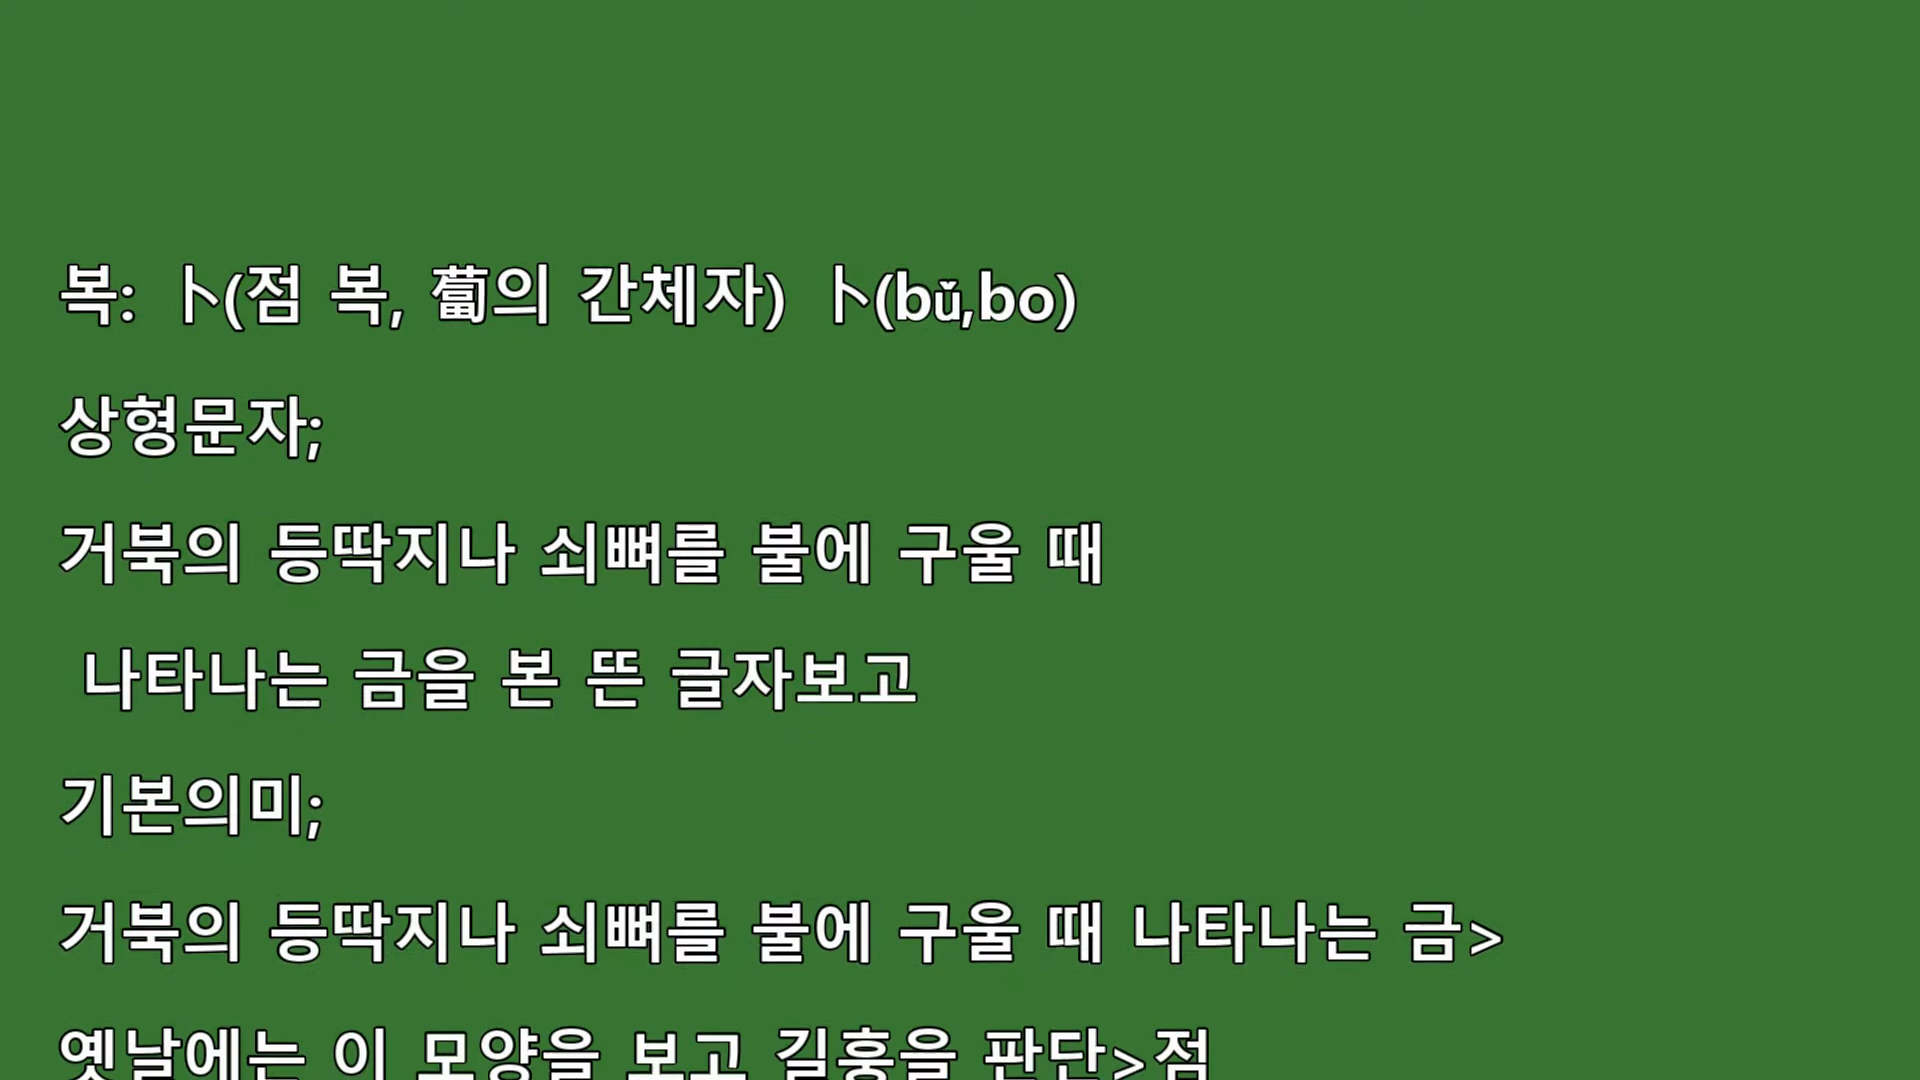 복: 卜(점 복, 蔔의 간체자) 卜(bǔ,bo)
상형문자;
거북의 등딱지나 쇠뼈를 불에 구울 때
나타나는 금을 본 뜬 글자보고
기본의미;
거북의 등딱지나 쇠뼈를 불에 구울 때 나타나는 금>
옛날에는 이 모양을 보고 길흉을 판단>점